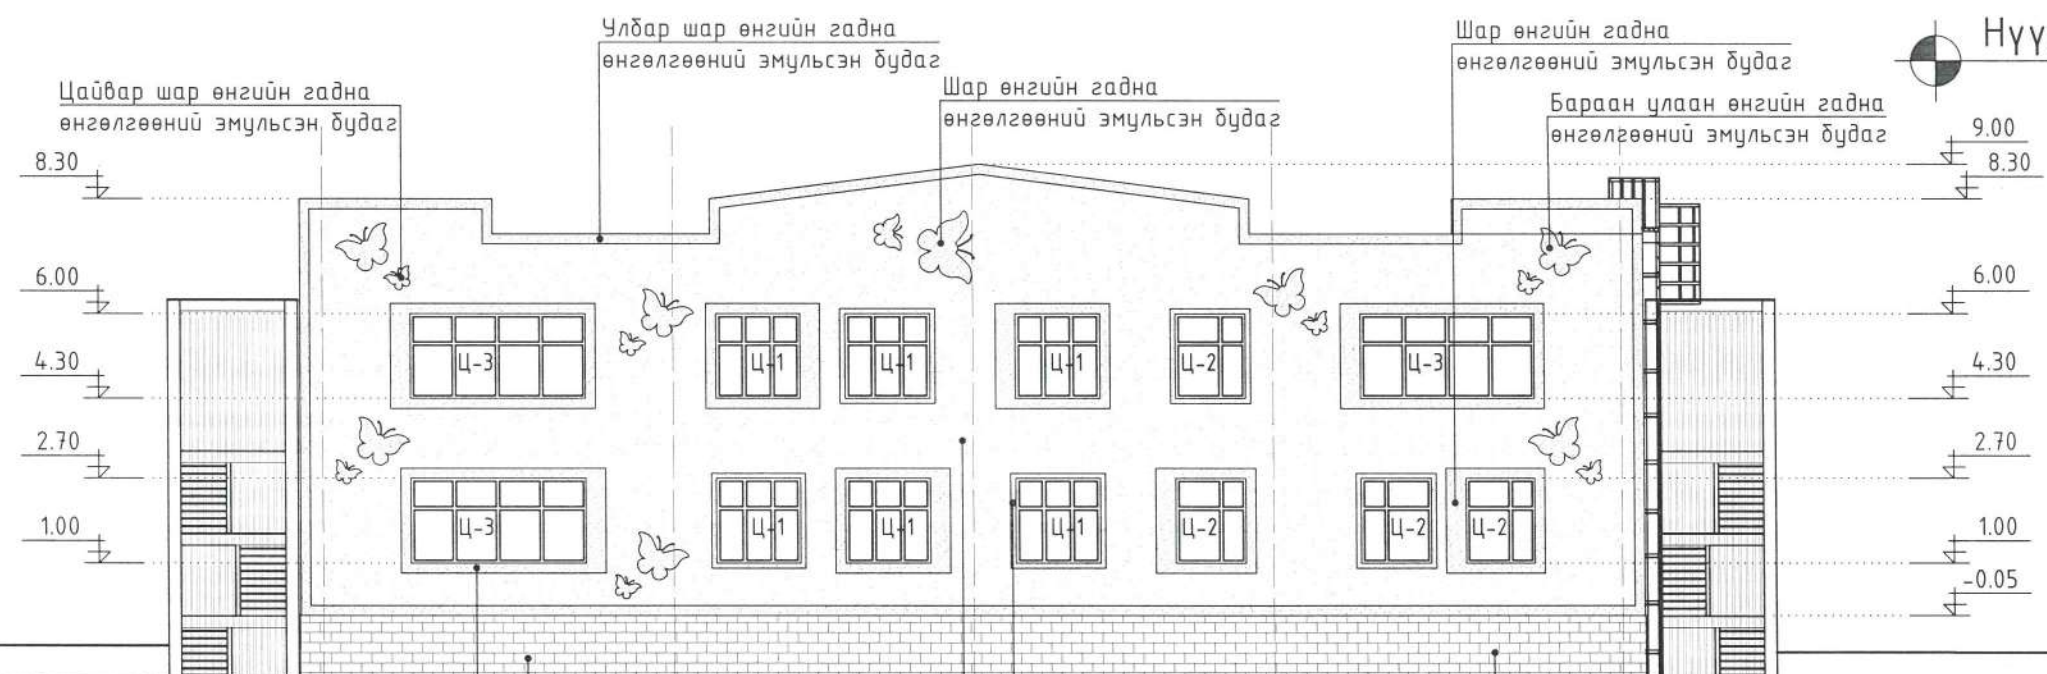 Улбар шар өнгийн гадна
өнгөлгөөний эмульсэн будаг
Шар өнгийн гадна
өнгөлгөөний эмульсэн будаг
Нүү
Цайвар шар өнгийн гадна
өнгөлгөөний эмульсэн будаг
Шар өнгийн гадна
өнгөлгөөний эмульсэн будаг
Бараан улаан өнгийн гадна
өнгөлгөөний эмульсэн будаг
8.30
9.00
8.30
6.00
6.00
4.30
Ц-3
Ц-1
Ц-1
Ц-1
Ц-2
Ц-3
4.30
2.70
2.70
1.00
Ц-3
Ц-1
Ц-1
Ц-1
Ц-2
Ц-2
Ц-2
1.00
-0.05